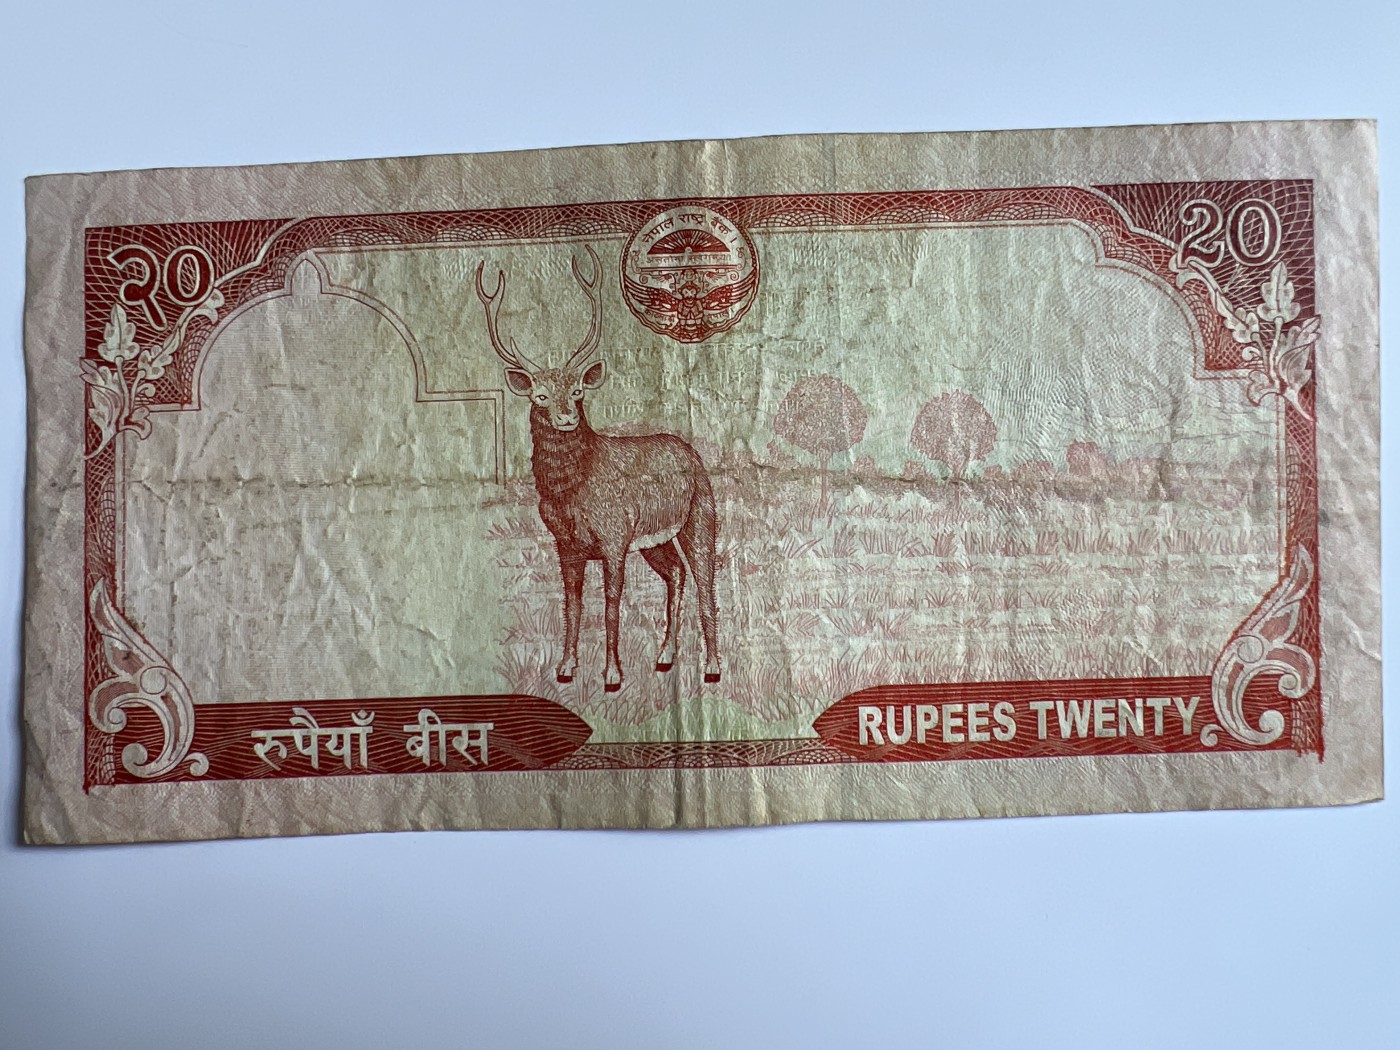 २०
20
नेपाल राष्ट्र बैंक
रुपैयाँ बीस
RUPEES TWENTY